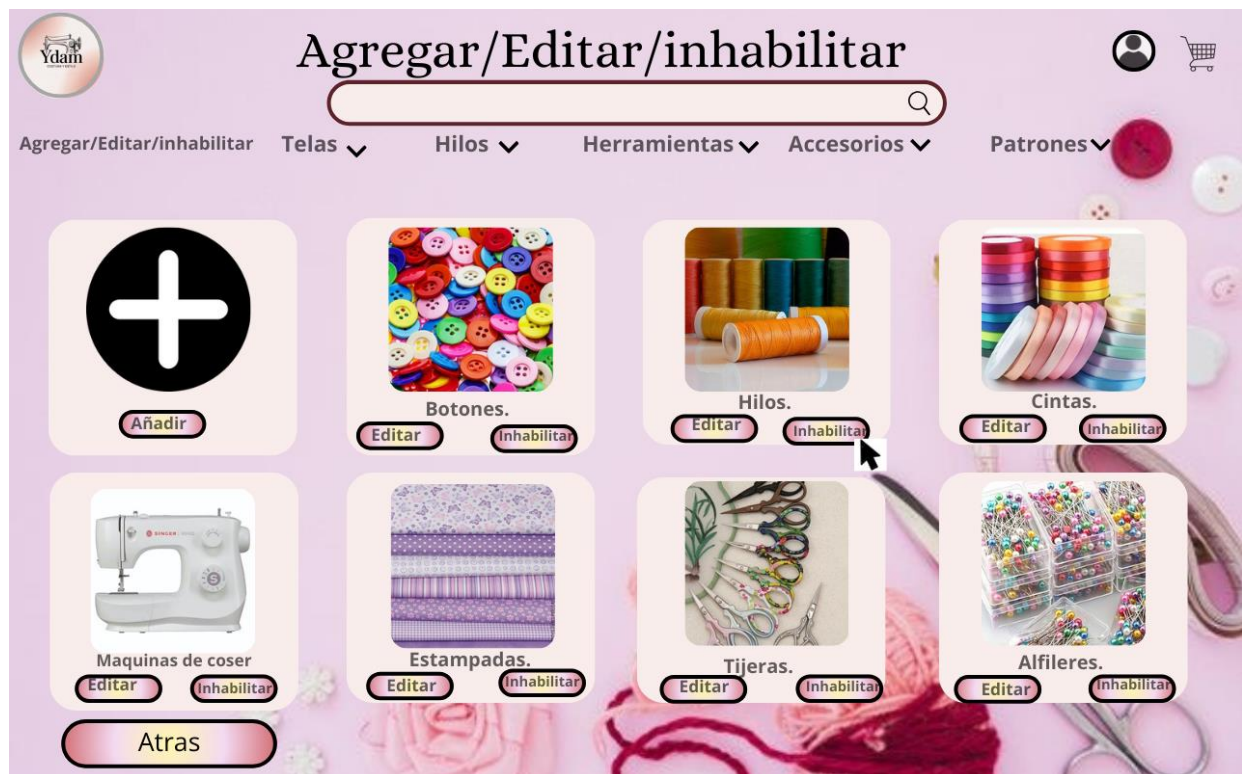 Ydam
Agregar/Editar/inhabilitar
Agregar/Editar/inhabilitar Telas Hilos Herramientas Accesorios Patrones
Añadir
Botones.
Editar Inhabilitar
Hilos.
Editar Inhabilitar
Cintas.
Editar Inhabilitar
SINGER
Maquinas de coser
Editar Inhabilitar
Estampadas.
Editar Inhabilitar
Tijeras.
Editar Inhabilitar
Alfileres.
Editar Inhabilitar
Atras